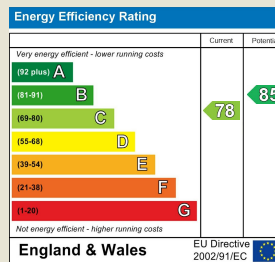 Energy Efficiency Rating
Current
Very energy efficient - lower running costs
(92 plus) A
(81-91) B
85
(69-80) C
78
(55-68) D
(39-54) E
(21-38) F
(1-20) G
Not energy efficient - higher running costs
England & Wales
EU Directive
2002/91/EC